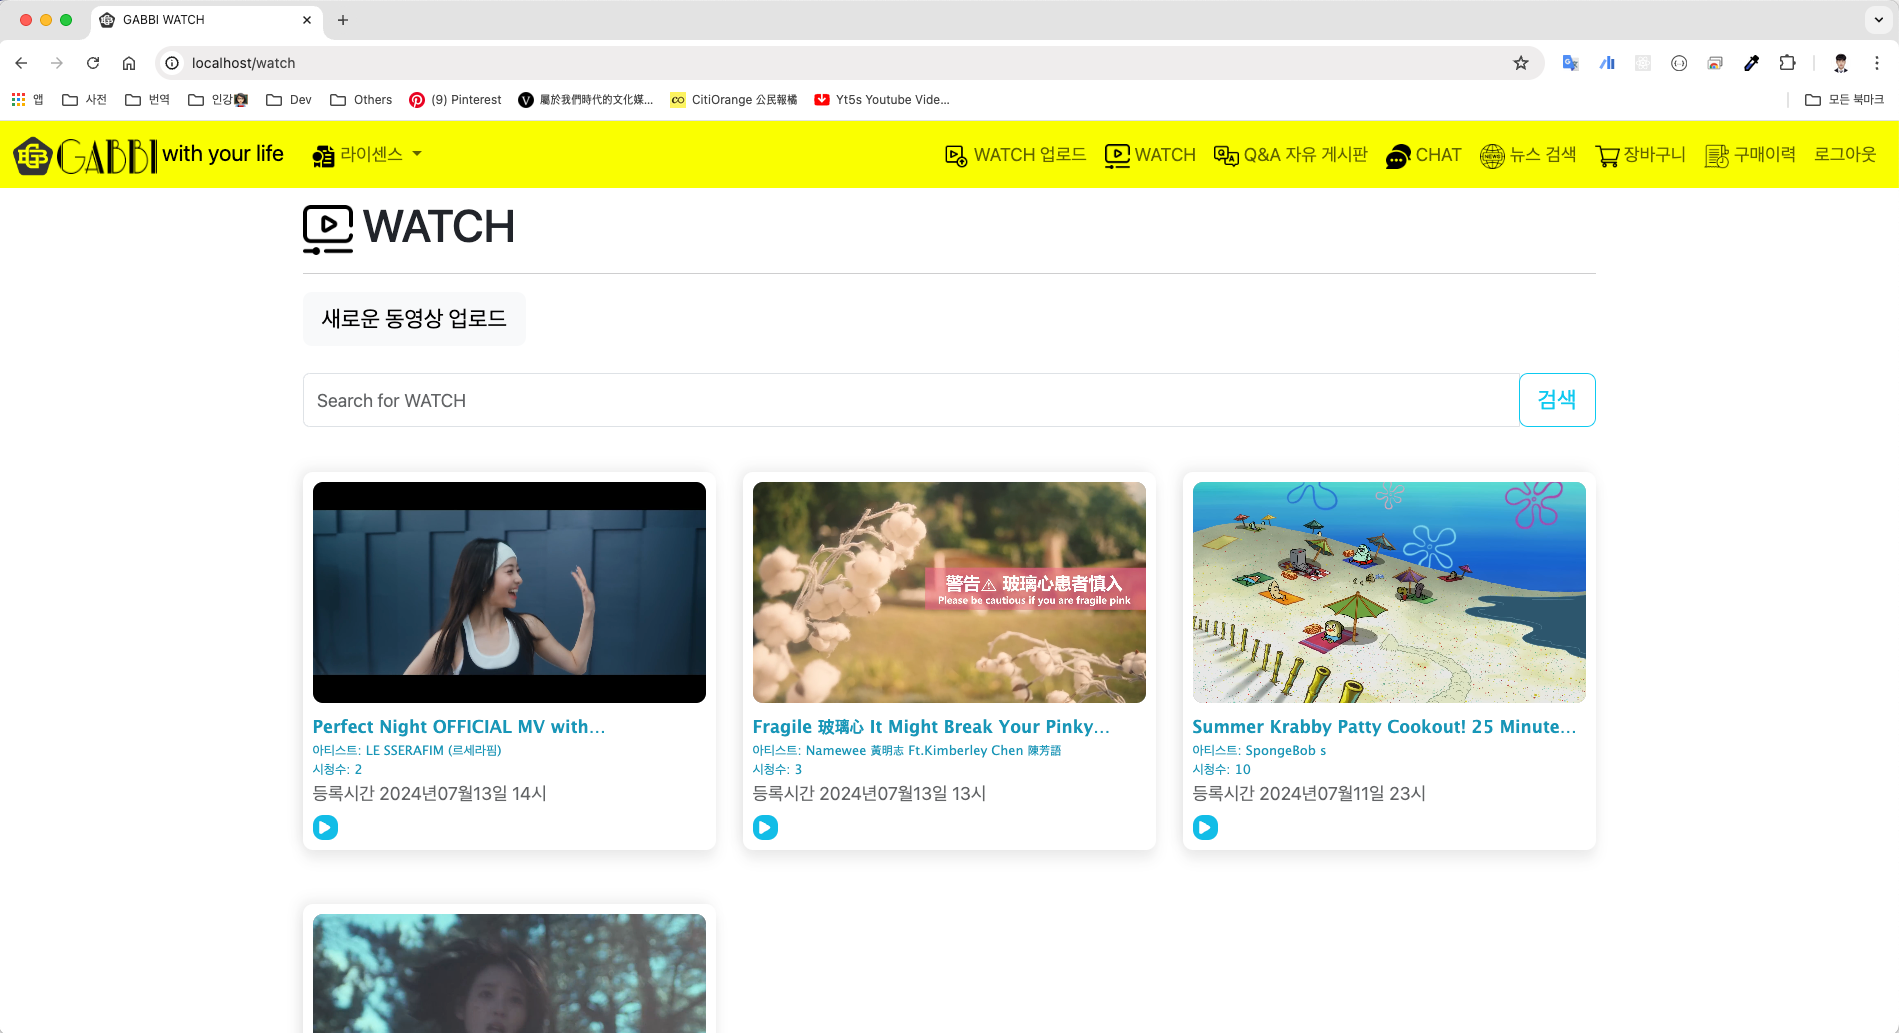 GABBI WATCH
localhost/watch
앱 사전 번역 인강 Dev Others (9) Pinterest 屬於我們時代的文化媒... CitiOrange 公民報橘 Yt5s Youtube Vide... 모든 북마크
GABBI with your life 라이센스 WATCH 업로드 WATCH Q&A 자유 게시판 CHAT 뉴스 검색 장바구니 구매이력 로그아웃
WATCH
새로운 동영상 업로드
Search for WATCH 검색
警告⚠ 玻璃心患者慎入
Please be cautious if you are fragile pink
Perfect Night OFFICIAL MV with...
아티스트: LE SSERAFIM (르세라핌)
시청수: 2
등록시간 2024년07월13일 14시
Fragile 玻璃心 It Might Break Your Pinky...
아티스트: Namewee 黃明志 Ft.Kimberley Chen 陳芳語
시청수: 3
등록시간 2024년07월13일 13시
Summer Krabby Patty Cookout! 25 Minute...
아티스트: SpongeBob s
시청수: 10
등록시간 2024년07월11일 23시